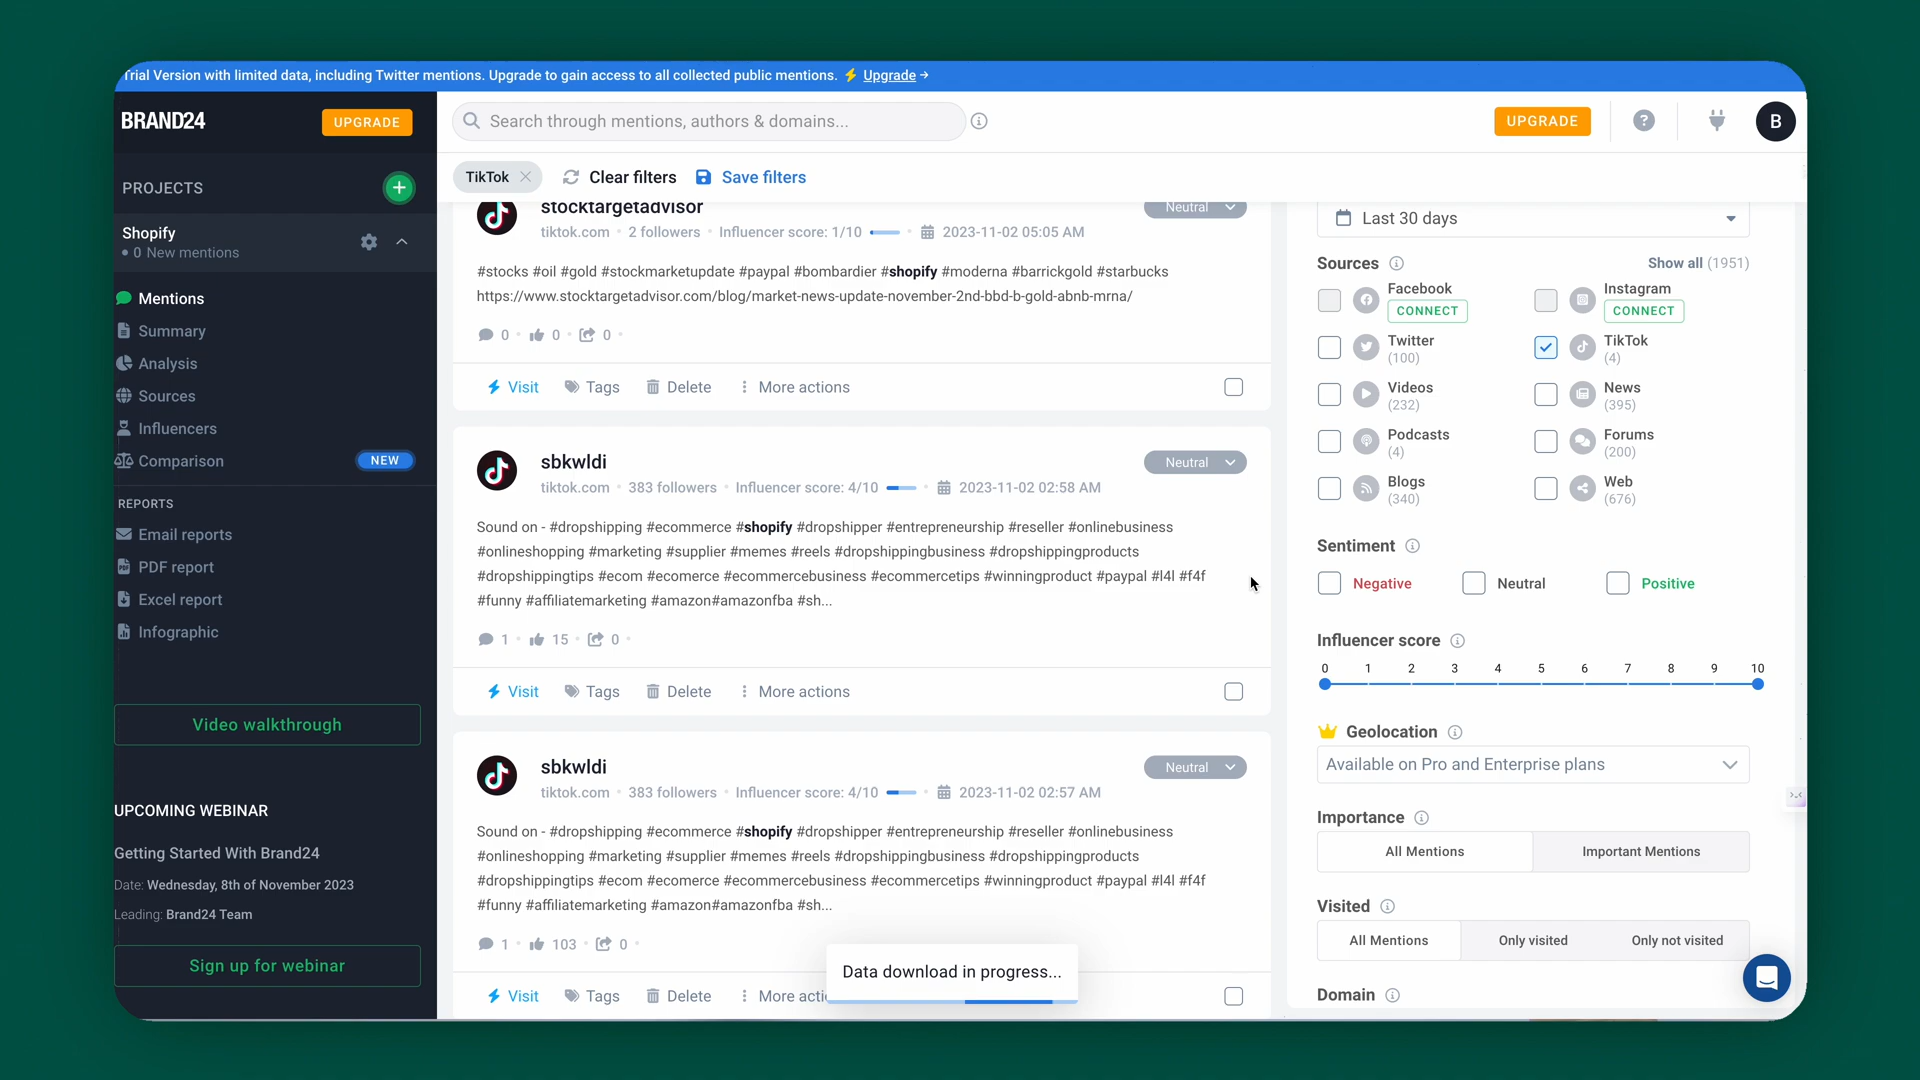 Trial Version with limited data, including Twitter mentions. Upgrade to gain access to all collected public mentions. ⚡ Upgrade →
BRAND24
UPGRADE
Search through mentions, authors & domains...
UPGRADE
?
B
PROJECTS
+
TikTok
Clear filters
Save filters
Shopify
0 New mentions
Mentions
Summary
Analysis
Sources
Influencers
Comparison
NEW
REPORTS
Email reports
PDF report
Excel report
Infographic
Video walkthrough
UPCOMING WEBINAR
Getting Started With Brand24
Date: Wednesday, 8th of November 2023
Leading: Brand24 Team
Sign up for webinar
stocktargetadvisor
Neutral
tiktok.com • 2 followers • Influencer score: 1/10 • 2023-11-02 05:05 AM
#stocks #oil #gold #stockmarketupdate #paypal #bombardier #shopify #moderna #barrickgold #starbucks
https://www.stocktargetadvisor.com/blog/market-news-update-november-2nd-bbd-b-gold-abnb-mrna/
0 • 0 • 0 •
Visit Tags Delete More actions
sbkwldi
Neutral
tiktok.com • 383 followers • Influencer score: 4/10 • 2023-11-02 02:58 AM
Sound on - #dropshipping #ecommerce #shopify #dropshipper #entrepreneurship #reseller #onlinebusiness
#onlineshopping #marketing #supplier #memes #reels #dropshippingbusiness #dropshippingproducts
#dropshippingtips #ecom #ecomerce #ecommercebusiness #ecommercetips #winningproduct #paypal #l4l #f4f
#funny #affiliatemarketing #amazon#amazonfba #sh...
1 • 15 • 0 •
Visit Tags Delete More actions
sbkwldi
Neutral
tiktok.com • 383 followers • Influencer score: 4/10 • 2023-11-02 02:57 AM
Sound on - #dropshipping #ecommerce #shopify #dropshipper #entrepreneurship #reseller #onlinebusiness
#onlineshopping #marketing #supplier #memes #reels #dropshippingbusiness #dropshippingproducts
#dropshippingtips #ecom #ecomerce #ecommercebusiness #ecommercetips #winningproduct #paypal #l4l #f4f
#funny #affiliatemarketing #amazon#amazonfba #sh...
1 • 103 • 0 •
Visit Tags Delete More acti
Data download in progress...
Last 30 days
Sources
Show all (1951)
Facebook
CONNECT
Instagram
CONNECT
Twitter
(100)
TikTok
(4)
Videos
(232)
News
(395)
Podcasts
(4)
Forums
(200)
Blogs
(340)
Web
(676)
Sentiment
Negative Neutral Positive
Influencer score
0 1 2 3 4 5 6 7 8 9 10
Geolocation
Available on Pro and Enterprise plans
Importance
All Mentions Important Mentions
Visited
All Mentions Only visited Only not visited
Domain